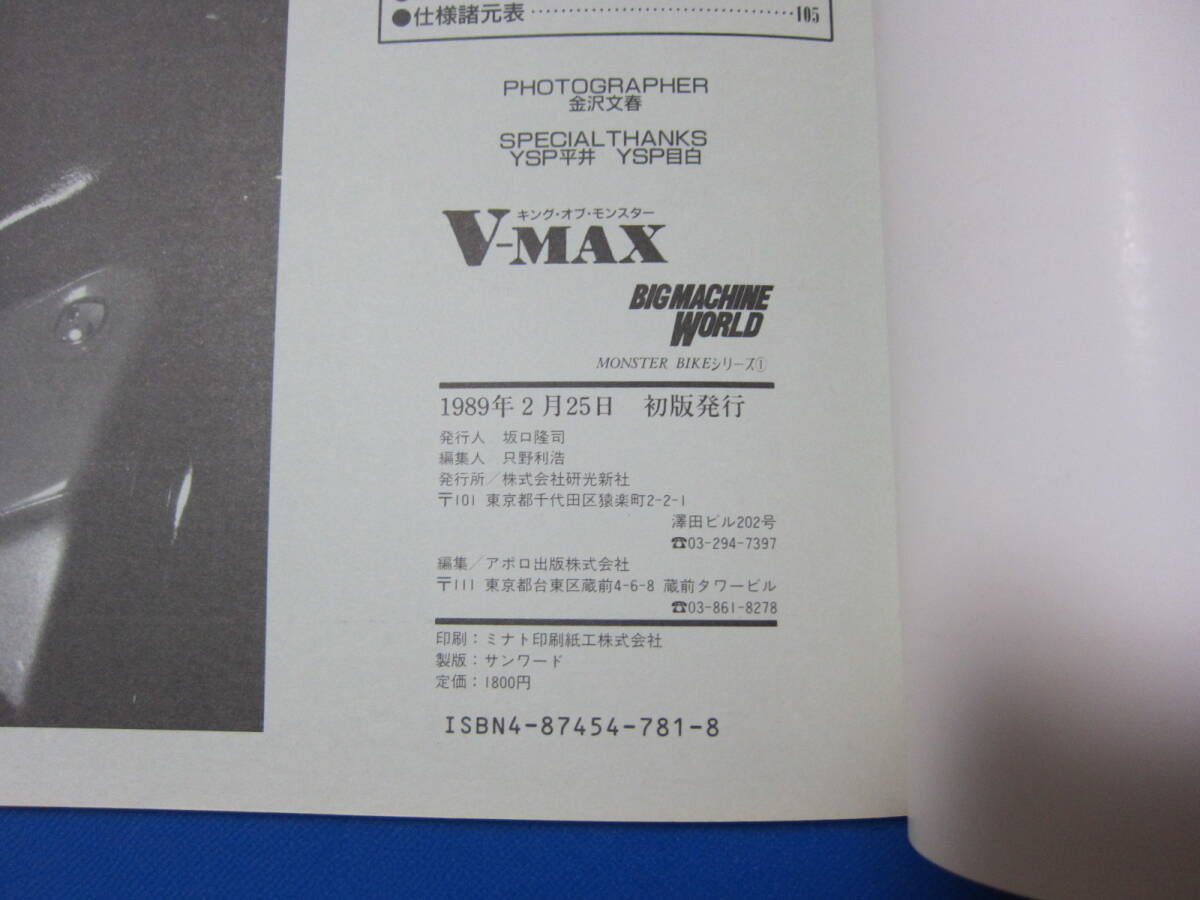 ●仕様諸元表……………………………105
PHOTOGRAPHER
金沢文春
SPECIAL THANKS
YSP平井　YSP目白
キング・オブ・モンスター
V-MAX
BIG MACHINE
WORLD
MONSTER BIKEシリーズ①
1989年2月25日　初版発行
発行人　坂口隆司
編集人　只野利浩
発行所／株式会社研光新社
〒101 東京都千代田区猿楽町2-2-1
澤田ビル202号
☎03-294-7397
編集／アポロ出版株式会社
〒111 東京都台東区蔵前4-6-8 蔵前タワービル
☎03-861-8278
印刷：ミナト印刷紙工株式会社
製版：サンワード
定価：1800円
ISBN4-87454-781-8